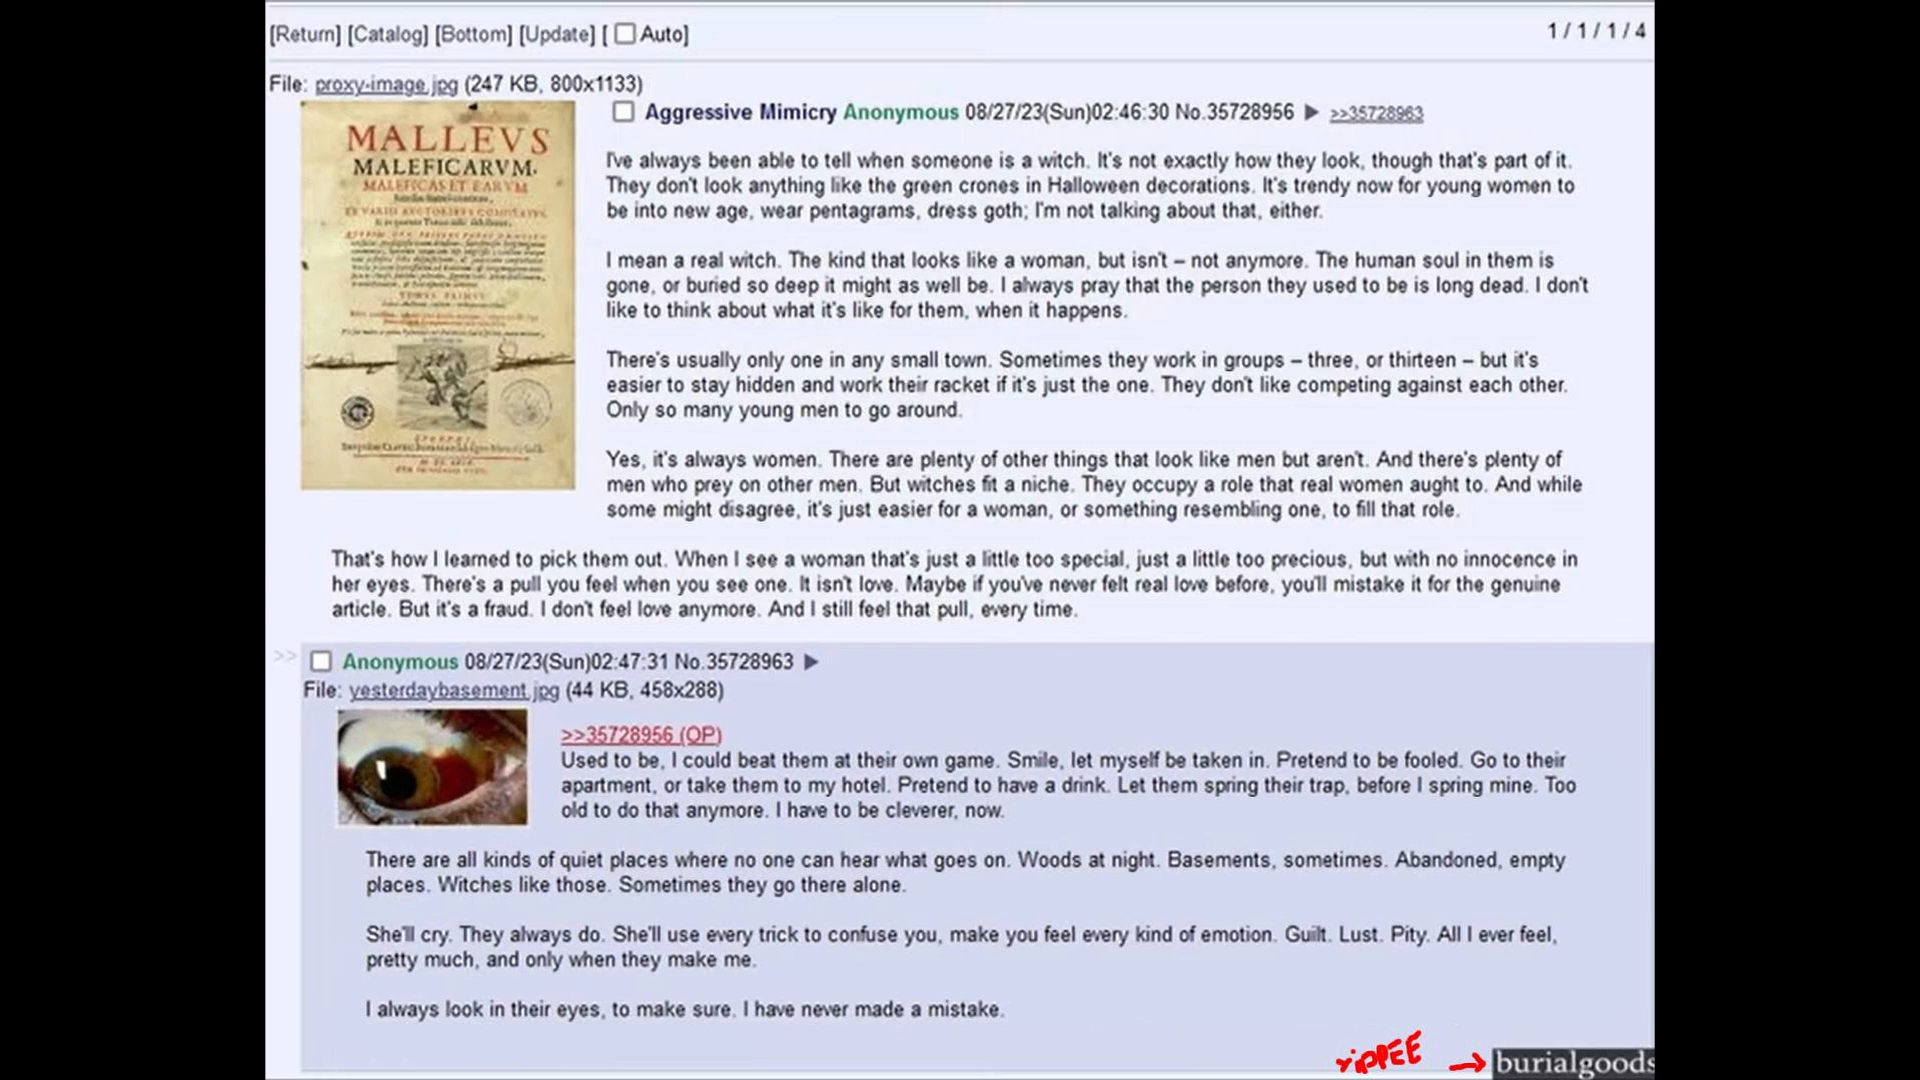 [Return] [Catalog] [Bottom] [Update] [ Auto]
1 / 1 / 1 / 4
File: proxy-image.jpg (247 KB, 800x1133)
MALLEVS
MALEFICARVM.
MALEFICAS ET EARVM
Aggressive Mimicry Anonymous 08/27/23(Sun)02:46:30 No.35728956 ▶ >>35728963
I've always been able to tell when someone is a witch. It's not exactly how they look, though that's part of it.
They don't look anything like the green crones in Halloween decorations. It's trendy now for young women to
be into new age, wear pentagrams, dress goth; I'm not talking about that, either.
I mean a real witch. The kind that looks like a woman, but isn't – not anymore. The human soul in them is
gone, or buried so deep it might as well be. I always pray that the person they used to be is long dead. I don't
like to think about what it's like for them, when it happens.
There's usually only one in any small town. Sometimes they work in groups – three, or thirteen – but it's
easier to stay hidden and work their racket if it's just the one. They don't like competing against each other.
Only so many young men to go around.
Yes, it's always women. There are plenty of other things that look like men but aren't. And there's plenty of
men who prey on other men. But witches fit a niche. They occupy a role that real women aught to. And while
some might disagree, it's just easier for a woman, or something resembling one, to fill that role.
That's how I learned to pick them out. When I see a woman that's just a little too special, just a little too precious, but with no innocence in
her eyes. There's a pull you feel when you see one. It isn't love. Maybe if you've never felt real love before, you'll mistake it for the genuine
article. But it's a fraud. I don't feel love anymore. And I still feel that pull, every time.
>> Anonymous 08/27/23(Sun)02:47:31 No.35728963 ▶
File: yesterdaybasement.jpg (44 KB, 458x288)
>>35728956 (OP)
Used to be, I could beat them at their own game. Smile, let myself be taken in. Pretend to be fooled. Go to their
apartment, or take them to my hotel. Pretend to have a drink. Let them spring their trap, before I spring mine. Too
old to do that anymore. I have to be cleverer, now.
There are all kinds of quiet places where no one can hear what goes on. Woods at night. Basements, sometimes. Abandoned, empty
places. Witches like those. Sometimes they go there alone.
She'll cry. They always do. She'll use every trick to confuse you, make you feel every kind of emotion. Guilt. Lust. Pity. All I ever feel,
pretty much, and only when they make me.
I always look in their eyes, to make sure. I have never made a mistake.
YIPPEE → burialgoods